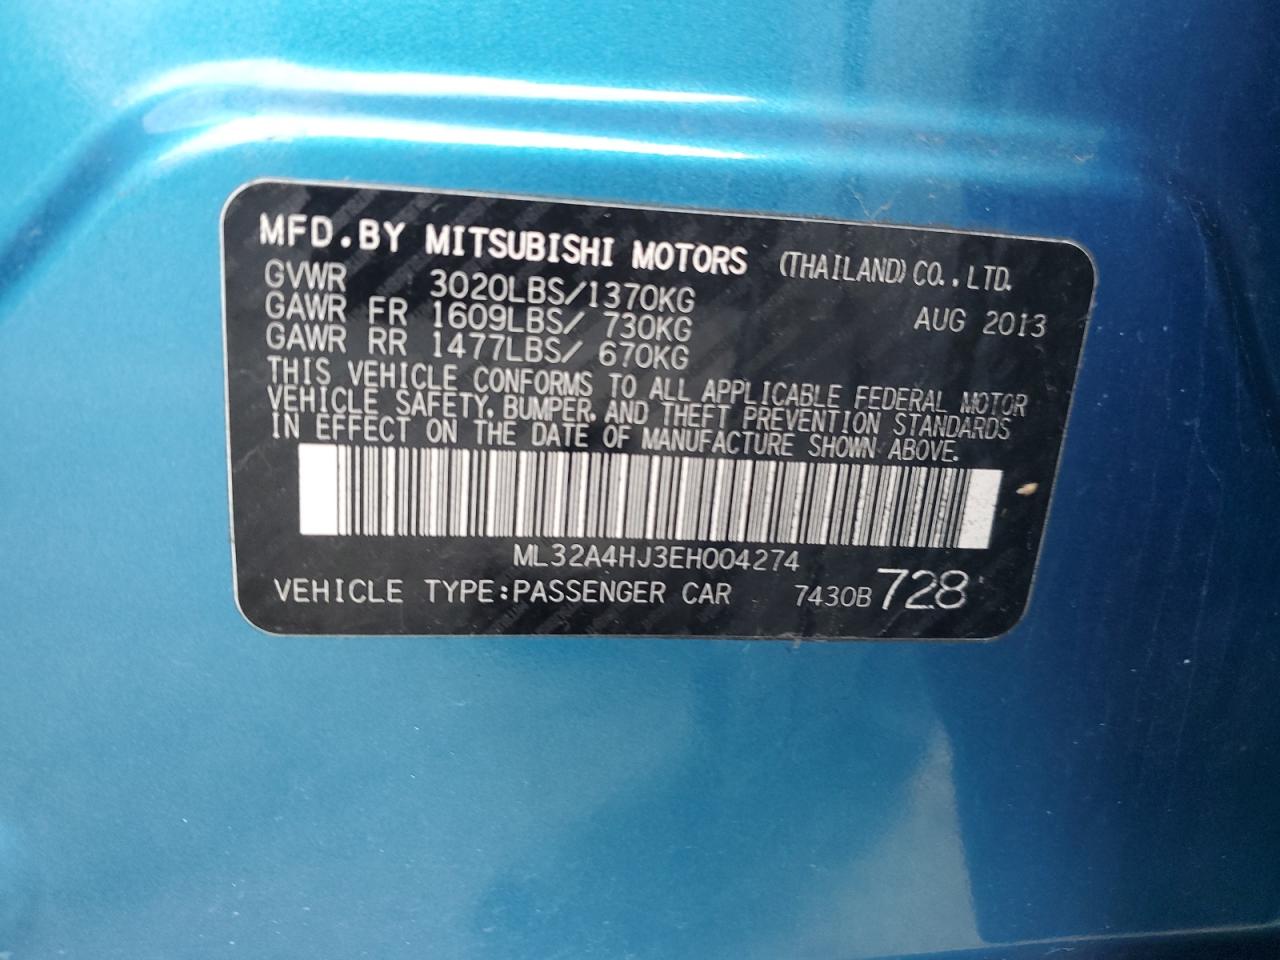 MFD.BY MITSUBISHI MOTORS (THAILAND) CO.,LTD.
GVWR 3020LBS/1370KG
GAWR FR 1609LBS/ 730KG AUG 2013
GAWR RR 1477LBS/ 670KG
THIS VEHICLE CONFORMS TO ALL APPLICABLE FEDERAL MOTOR
VEHICLE SAFETY, BUMPER, AND THEFT PREVENTION STANDARDS
IN EFFECT ON THE DATE OF MANUFACTURE SHOWN ABOVE.
ML32A4HJ3EH004274
VEHICLE TYPE:PASSENGER CAR 7430B 728